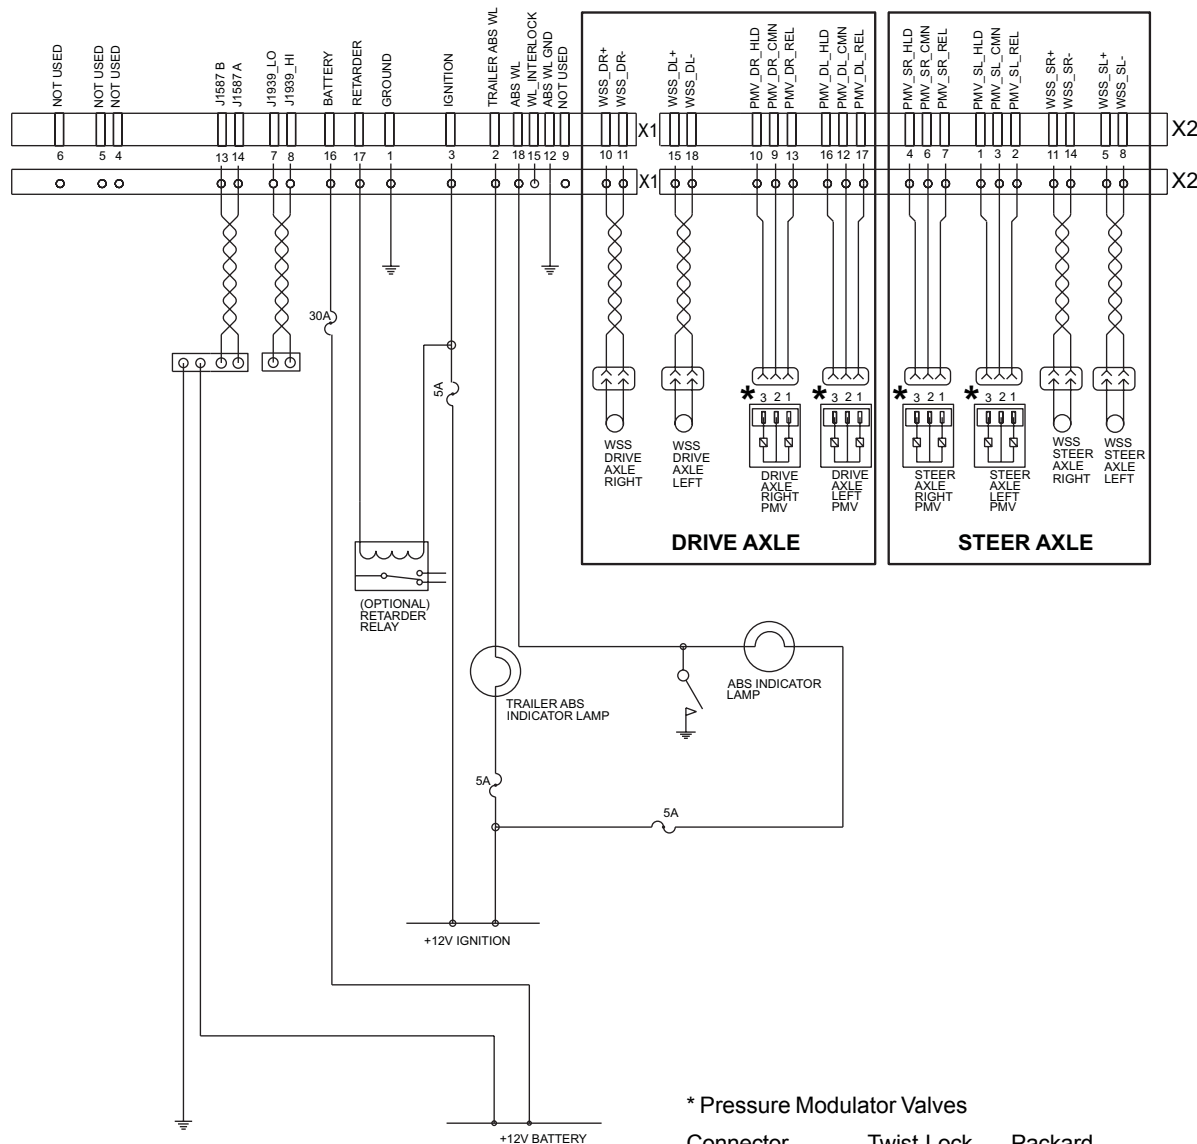 NOT USED
NOT USED
NOT USED
J1587 B
J1587 A
J1939_LO
J1939_HI
BATTERY
RETARDER
GROUND
IGNITION
TRAILER ABS WL
ABS WL
WL_INTERLOCK
ABS WL GND
NOT USED
WSS_DR+
WSS_DR-
WSS_DL+
WSS_DL-
PMV_DR_HLD
PMV_DR_CMN
PMV_DR_REL
PMV_DL_HLD
PMV_DL_CMN
PMV_DL_REL
PMV_SR_HLD
PMV_SR_CMN
PMV_SR_REL
PMV_SL_HLD
PMV_SL_CMN
PMV_SL_REL
WSS_SR+
WSS_SR-
WSS_SL+
WSS_SL-
X1
X2
6 5 4 13 14 7 8 16 17 1 3 2 18 15 12 9 10 11 15 18 10 9 13 16 12 17 4 6 7 1 3 2 11 14 5 8
X1
X2
30A
5A
* 3 2 1
* 3 2 1
* 3 2 1
* 3 2 1
WSS
DRIVE
AXLE
RIGHT
WSS
DRIVE
AXLE
LEFT
DRIVE
AXLE
RIGHT
PMV
DRIVE
AXLE
LEFT
PMV
STEER
AXLE
RIGHT
PMV
STEER
AXLE
LEFT
PMV
WSS
STEER
AXLE
RIGHT
WSS
STEER
AXLE
LEFT
DRIVE AXLE
STEER AXLE
(OPTIONAL)
RETARDER
RELAY
TRAILER ABS
INDICATOR LAMP
ABS INDICATOR
LAMP
5A
5A
+12V IGNITION
+12V BATTERY
* Pressure Modulator Valves
Connector Twist-Lock Packard